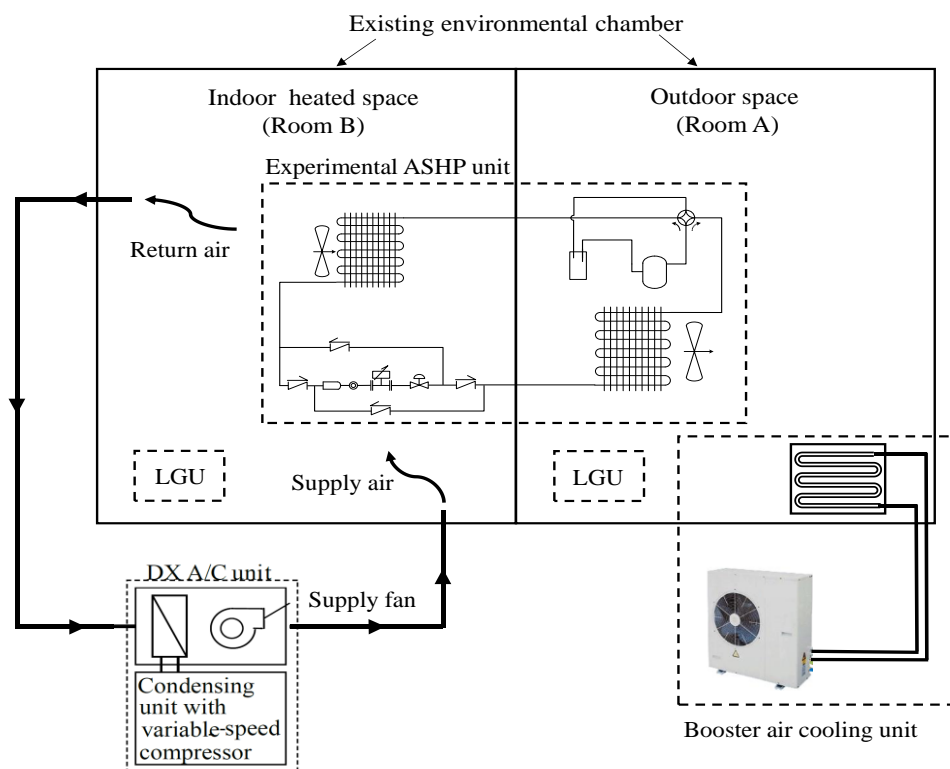 Existing environmental chamber
Indoor heated space
(Room B)
Outdoor space
(Room A)
Experimental ASHP unit
Return air
LGU
Supply air
LGU
DX A/C unit
Supply fan
Condensing
unit with
variable-speed
compressor
Booster air cooling unit